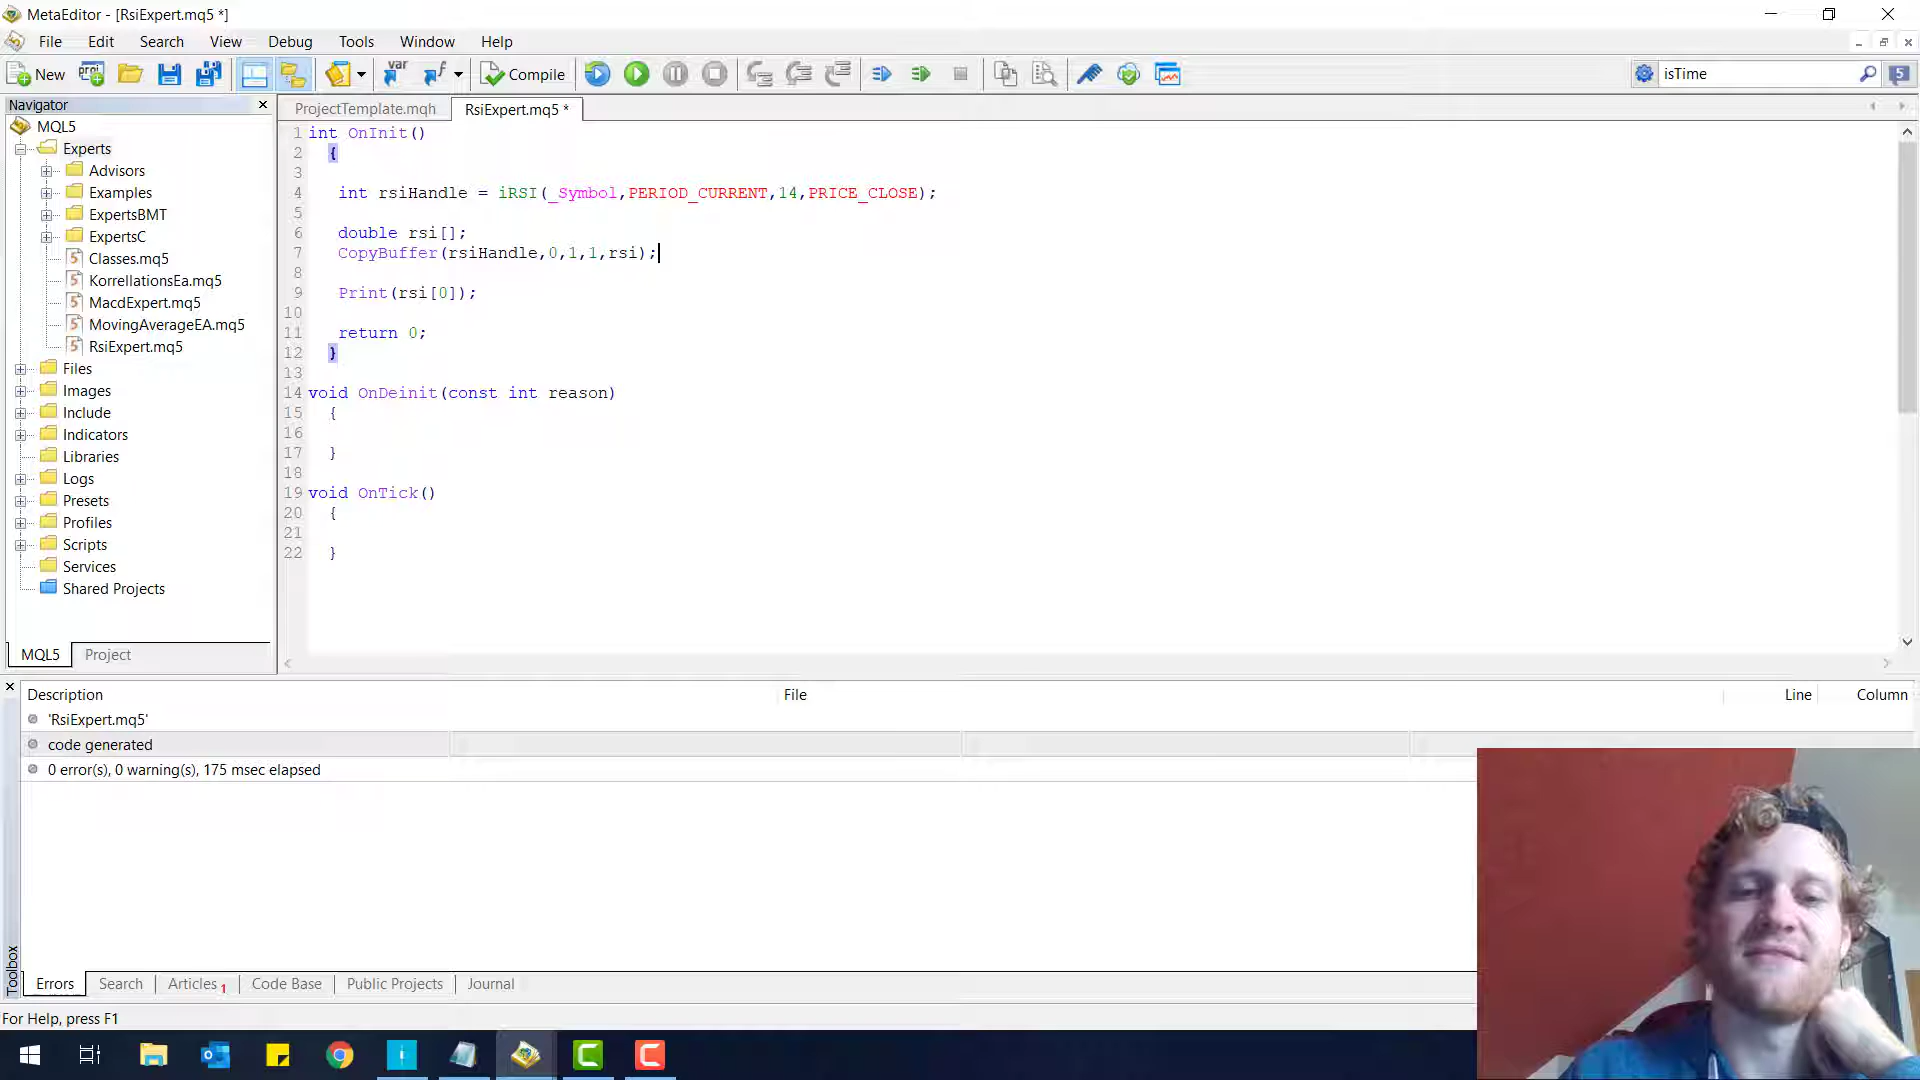 MetaEditor - [RsiExpert.mq5 *]
File Edit Search View Debug Tools Window Help
New Compile isTime 5
Navigator
ProjectTemplate.mqh RsiExpert.mq5 *
MQL5
Experts
Advisors
Examples
ExpertsBMT
ExpertsC
Classes.mq5
KorrellationsEa.mq5
MacdExpert.mq5
MovingAverageEA.mq5
RsiExpert.mq5
Files
Images
Include
Indicators
Libraries
Logs
Presets
Profiles
Scripts
Services
Shared Projects
MQL5 Project
1 int OnInit()
2 {
3
4 int rsiHandle = iRSI(_Symbol,PERIOD_CURRENT,14,PRICE_CLOSE);
5
6 double rsi[];
7 CopyBuffer(rsiHandle,0,1,1,rsi);
8
9 Print(rsi[0]);
10
11 return 0;
12 }
13
14 void OnDeinit(const int reason)
15 {
16
17 }
18
19 void OnTick()
20 {
21
22 }
Description File Line Column
'RsiExpert.mq5'
code generated
0 error(s), 0 warning(s), 175 msec elapsed
Toolbox
Errors Search Articles 1 Code Base Public Projects Journal
For Help, press F1